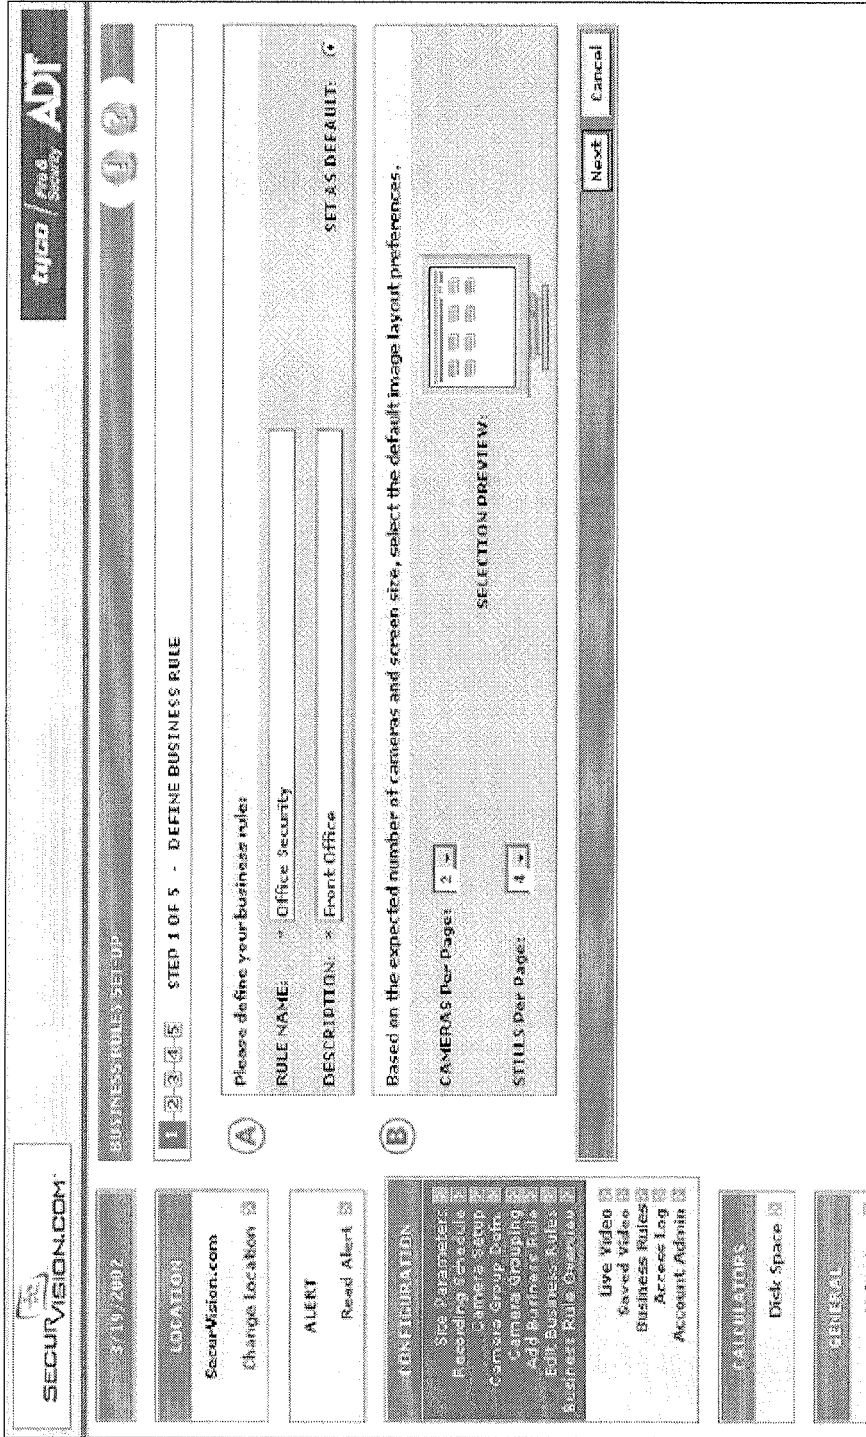 SECURVISION.COM
tyco / Fire & Security ADT
3/19/2002
LOCATION
SecurVision.com
Change Location
ALERT
Read Alert
CONFIGURATION
Site Parameters
Recording Schedule
Camera Setup
Camera Group Defn.
Camera Grouping
Add Business Rule
Edit Business Rules
Business Rule Overview
Live Video
Saved Video
Business Rules
Access Log
Account Admin
CALCULATORS
Disk Space
GENERAL
BUSINESS RULES SET-UP
! ?
1 2 3 4 5 STEP 1 OF 5 - DEFINE BUSINESS RULE
A Please define your business rule:
RULE NAME: * Office Security
DESCRIPTION: * Front Office
SET AS DEFAULT:
B Based on the expected number of cameras and screen size, select the default image layout preferences.
CAMERAS Per Page: 2
STILLS Per Page: 4
SELECTION PREVIEW:
Next Cancel